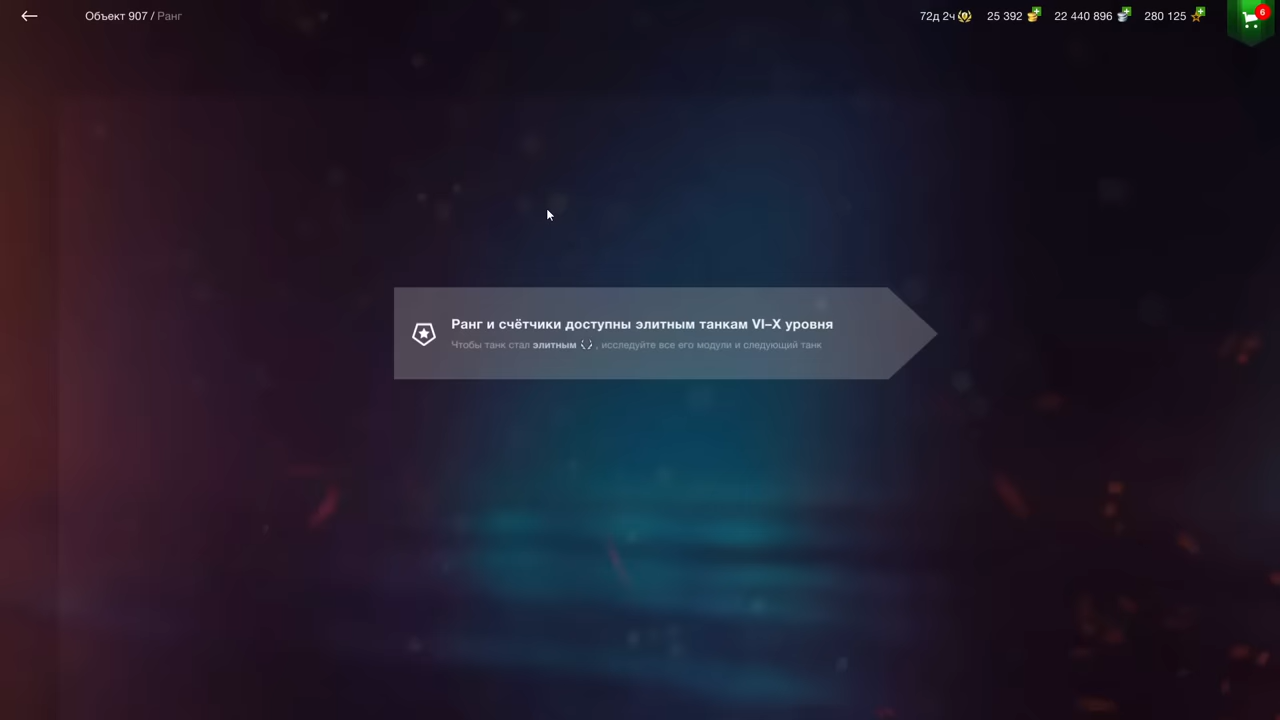 Объект 907 / Ранг
72д 2ч 25 392 22 440 896 280 125 6
Ранг и счётчики доступны элитным танкам VI–X уровня
Чтобы танк стал элитным , исследуйте все его модули и следующий танк